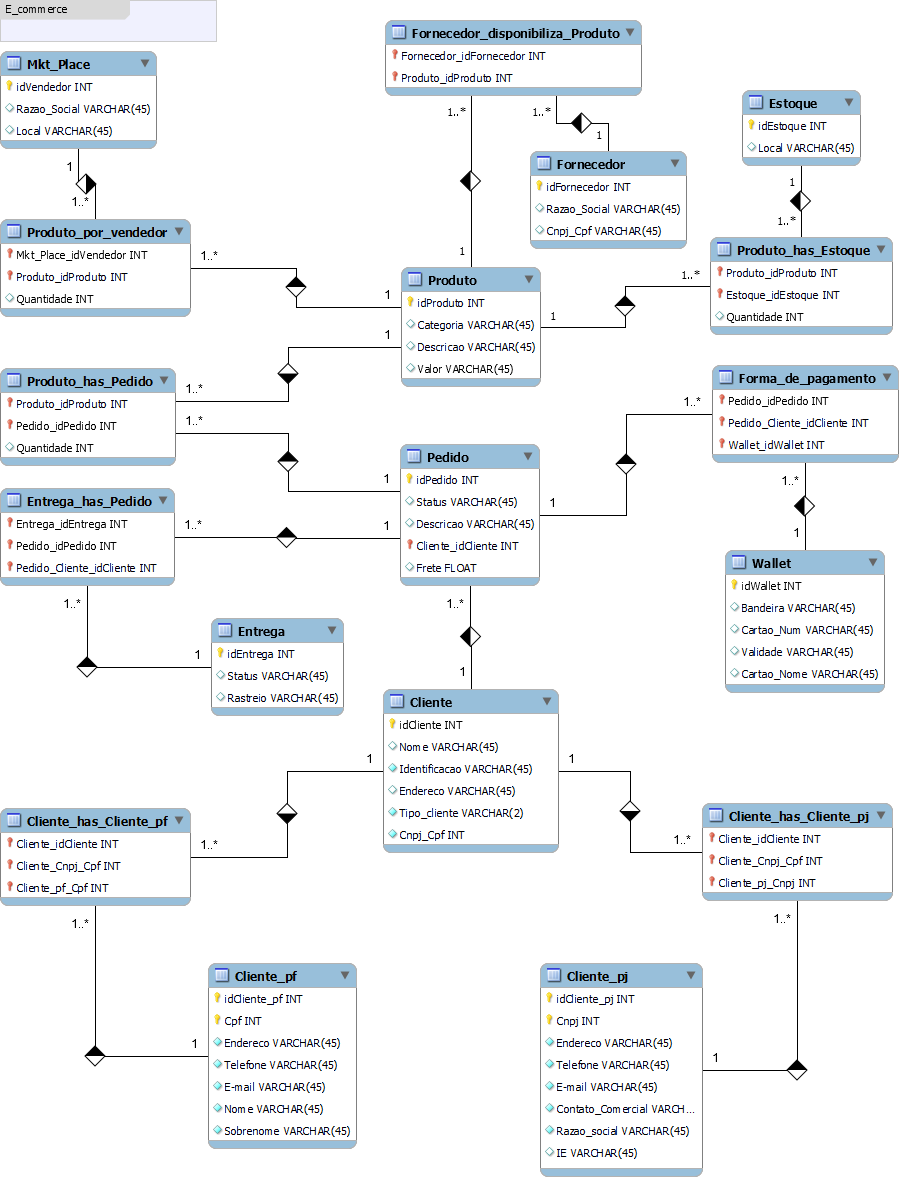 E_commerce
Mkt_Place
idVendedor INT
Razao_Social VARCHAR(45)
Local VARCHAR(45)
Fornecedor_disponibiliza_Produto
Fornecedor_idFornecedor INT
Produto_idProduto INT
1..*
1..*
1
Fornecedor
idFornecedor INT
Razao_Social VARCHAR(45)
Cnpj_Cpf VARCHAR(45)
Estoque
idEstoque INT
Local VARCHAR(45)
1
1..*
1
1..*
Produto_por_vendedor
Mkt_Place_idVendedor INT
Produto_idProduto INT
Quantidade INT
1..*
1
1
Produto
idProduto INT
Categoria VARCHAR(45)
Descricao VARCHAR(45)
Valor VARCHAR(45)
1..*
1
Produto_has_Estoque
Produto_idProduto INT
Estoque_idEstoque INT
Quantidade INT
1
1..*
Produto_has_Pedido
Produto_idProduto INT
Pedido_idPedido INT
Quantidade INT
1..*
1
Forma_de_pagamento
Pedido_idPedido INT
Pedido_Cliente_idCliente INT
Wallet_idWallet INT
1..*
1
1..*
1
Pedido
idPedido INT
Status VARCHAR(45)
Descricao VARCHAR(45)
Cliente_idCliente INT
Frete FLOAT
Entrega_has_Pedido
Entrega_idEntrega INT
Pedido_idPedido INT
Pedido_Cliente_idCliente INT
1..*
1
1..*
1
Entrega
idEntrega INT
Status VARCHAR(45)
Rastreio VARCHAR(45)
Wallet
idWallet INT
Bandeira VARCHAR(45)
Cartao_Num VARCHAR(45)
Validade VARCHAR(45)
Cartao_Nome VARCHAR(45)
1..*
1
Cliente
idCliente INT
Nome VARCHAR(45)
Identificacao VARCHAR(45)
Endereco VARCHAR(45)
Tipo_cliente VARCHAR(2)
Cnpj_Cpf INT
1
1..*
1
1..*
Cliente_has_Cliente_pf
Cliente_idCliente INT
Cliente_Cnpj_Cpf INT
Cliente_pf_Cpf INT
1..*
1
Cliente_has_Cliente_pj
Cliente_idCliente INT
Cliente_Cnpj_Cpf INT
Cliente_pj_Cnpj INT
1..*
1
Cliente_pf
idCliente_pf INT
Cpf INT
Endereco VARCHAR(45)
Telefone VARCHAR(45)
E-mail VARCHAR(45)
Nome VARCHAR(45)
Sobrenome VARCHAR(45)
Cliente_pj
idCliente_pj INT
Cnpj INT
Endereco VARCHAR(45)
Telefone VARCHAR(45)
E-mail VARCHAR(45)
Contato_Comercial VARCH...
Razao_social VARCHAR(45)
IE VARCHAR(45)